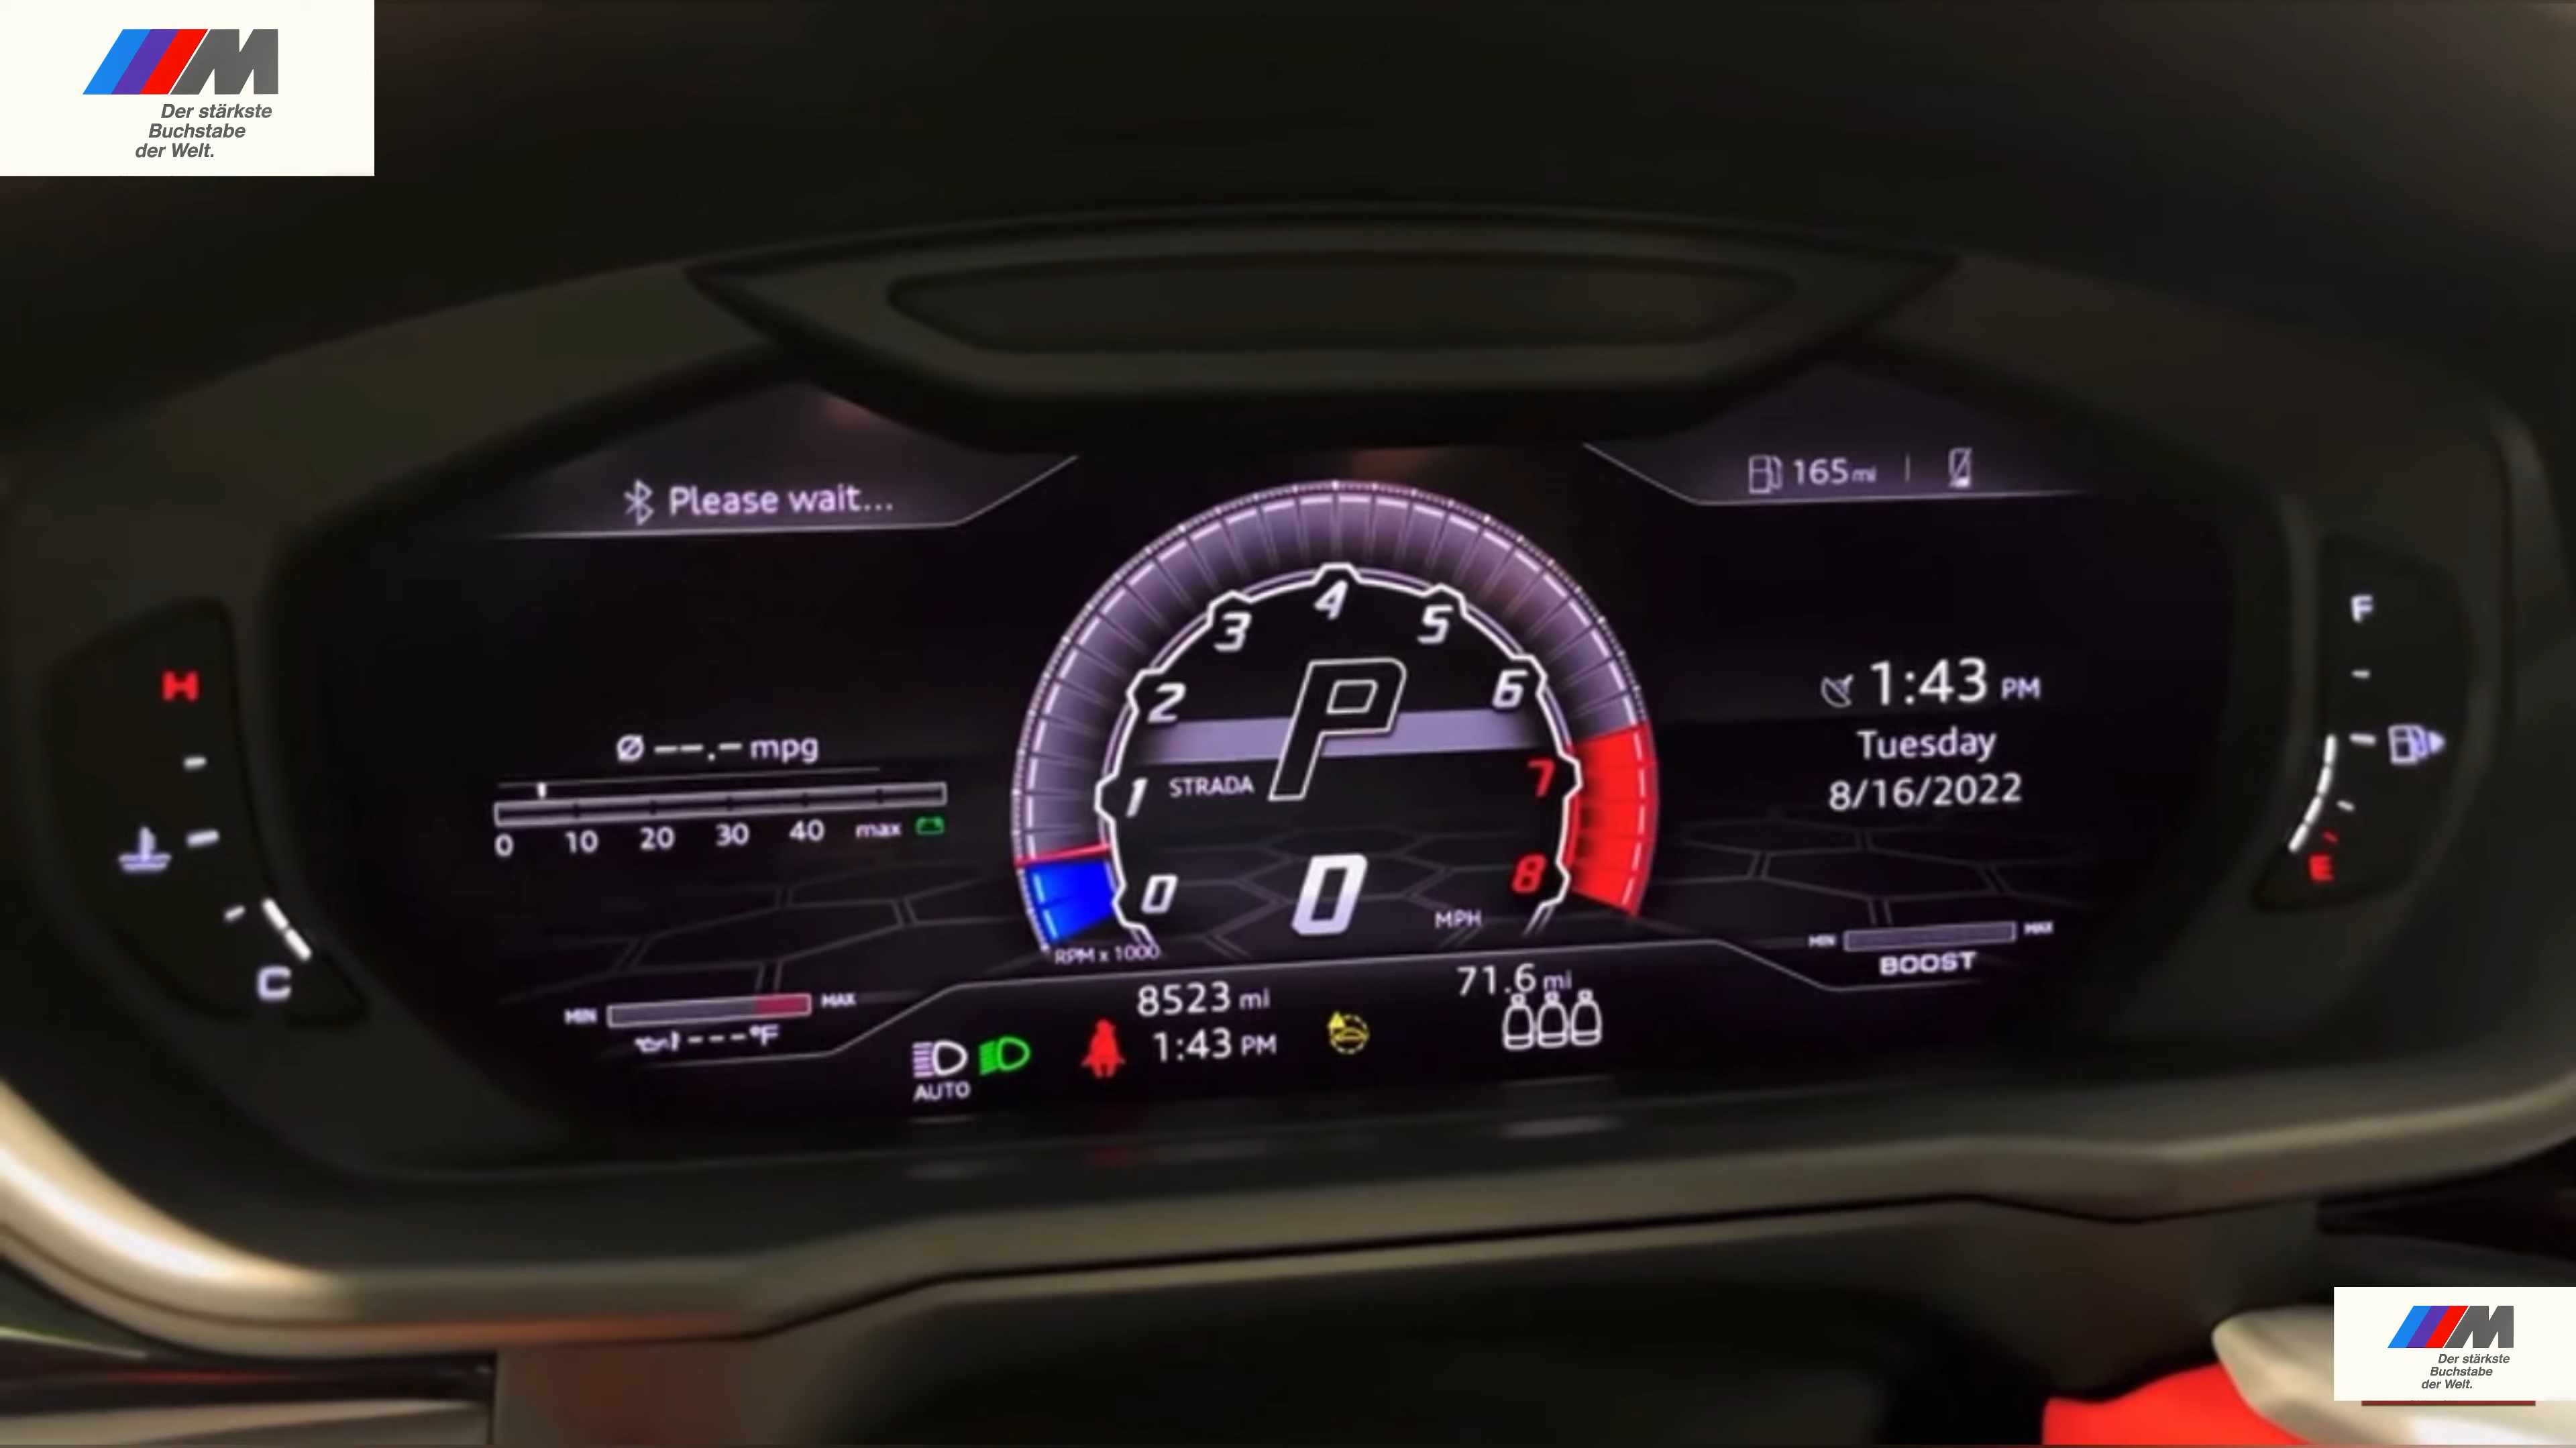 M
Der stärkste
Buchstabe
der Welt.
Please wait...
165 mi
H
C
Ø --.- mpg
0 10 20 30 40 max
MIN MAX
---°F
0 1 2 3 4 5 6 7 8
P
STRADA
0 MPH
RPM x 1000
1:43 PM
Tuesday
8/16/2022
F
E
MIN MAX
BOOST
8523 mi
71.6 mi
1:43 PM
AUTO
M
Der stärkste
Buchstabe
der Welt.